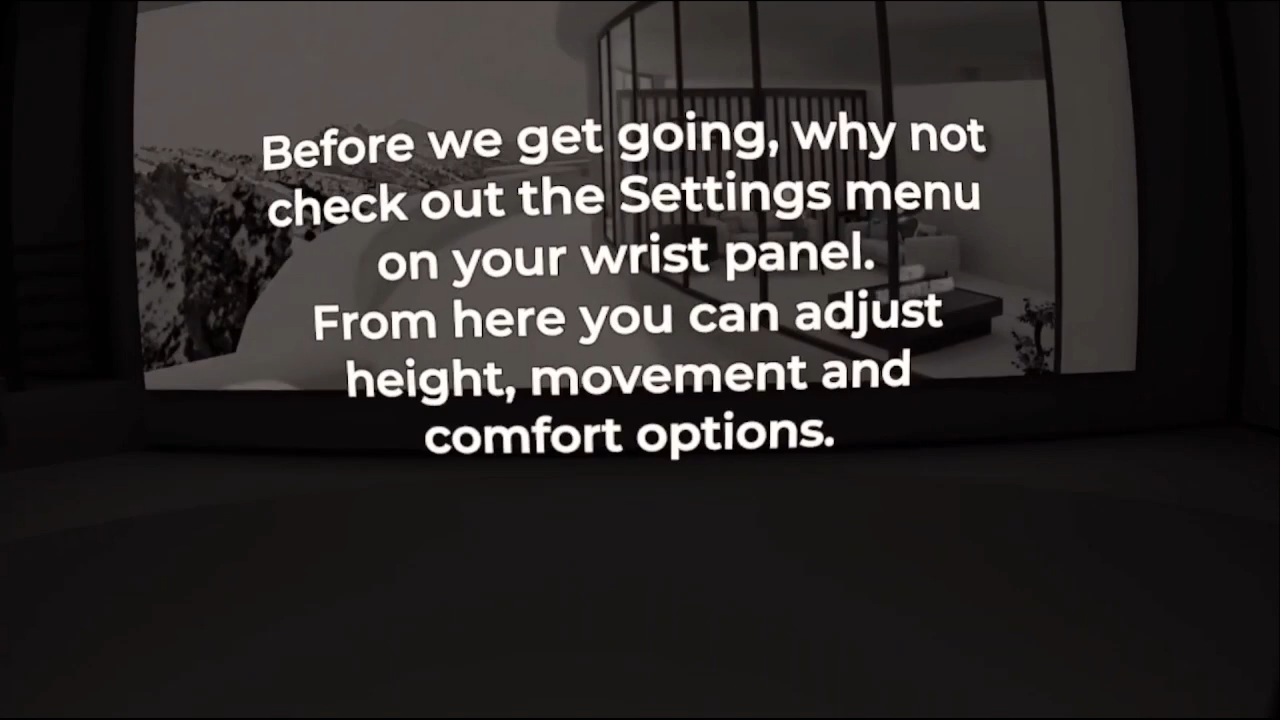 Before we get going, why not
check out the Settings menu
on your wrist panel.
From here you can adjust
height, movement and
comfort options.